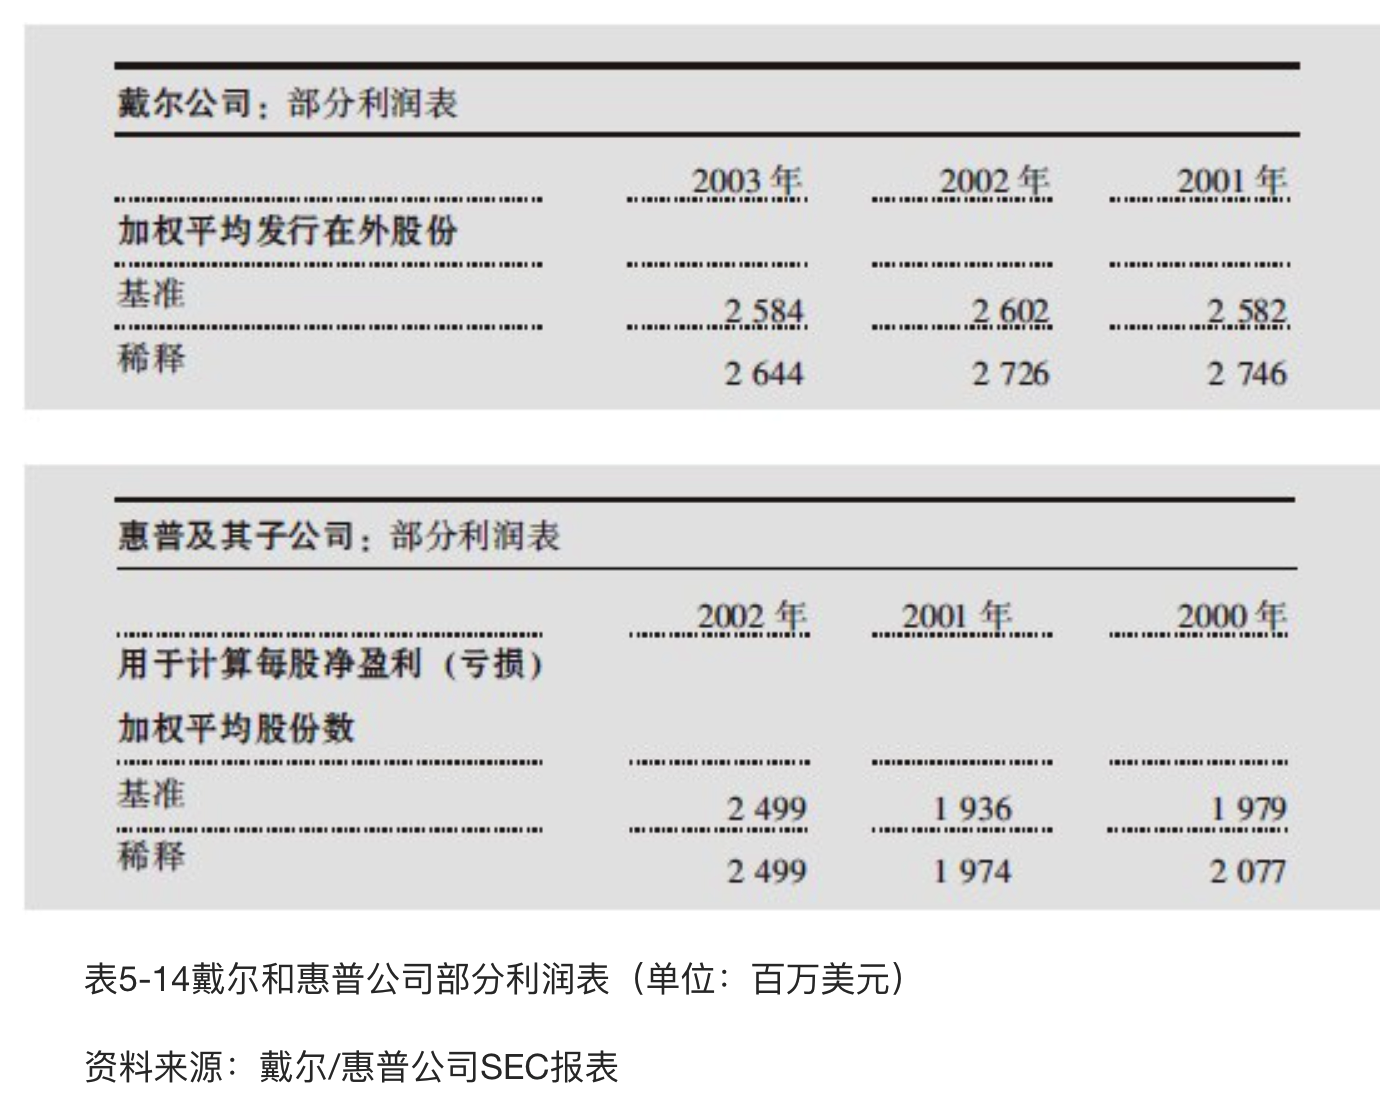 戴尔公司：部分利润表
2003 年 2002 年 2001 年
加权平均发行在外股份
基准 2 584 2 602 2 582
稀释 2 644 2 726 2 746
惠普及其子公司：部分利润表
2002 年 2001 年 2000 年
用于计算每股净盈利（亏损）
加权平均股份数
基准 2 499 1 936 1 979
稀释 2 499 1 974 2 077
表5-14戴尔和惠普公司部分利润表（单位：百万美元）
资料来源：戴尔/惠普公司SEC报表